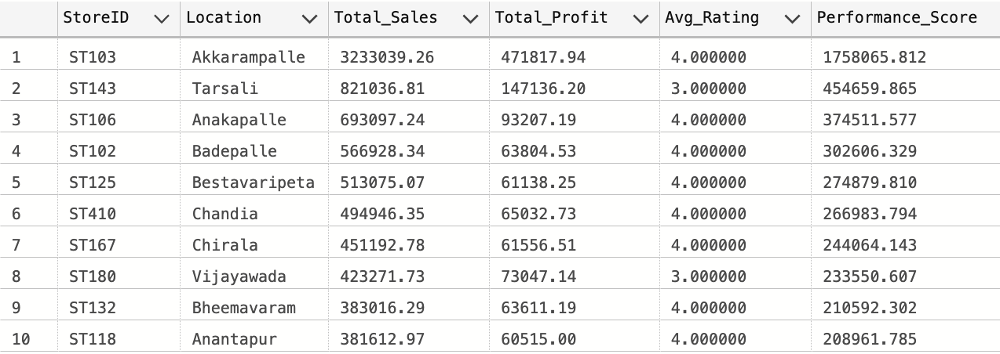 StoreID Location Total_Sales Total_Profit Avg_Rating Performance_Score
1 ST103 Akkarampalle 3233039.26 471817.94 4.000000 1758065.812
2 ST143 Tarsali 821036.81 147136.20 3.000000 454659.865
3 ST106 Anakapalle 693097.24 93207.19 4.000000 374511.577
4 ST102 Badepalle 566928.34 63804.53 4.000000 302606.329
5 ST125 Bestavaripeta 513075.07 61138.25 4.000000 274879.810
6 ST410 Chandia 494946.35 65032.73 4.000000 266983.794
7 ST167 Chirala 451192.78 61556.51 4.000000 244064.143
8 ST180 Vijayawada 423271.73 73047.14 3.000000 233550.607
9 ST132 Bheemavaram 383016.29 63611.19 4.000000 210592.302
10 ST118 Anantapur 381612.97 60515.00 4.000000 208961.785